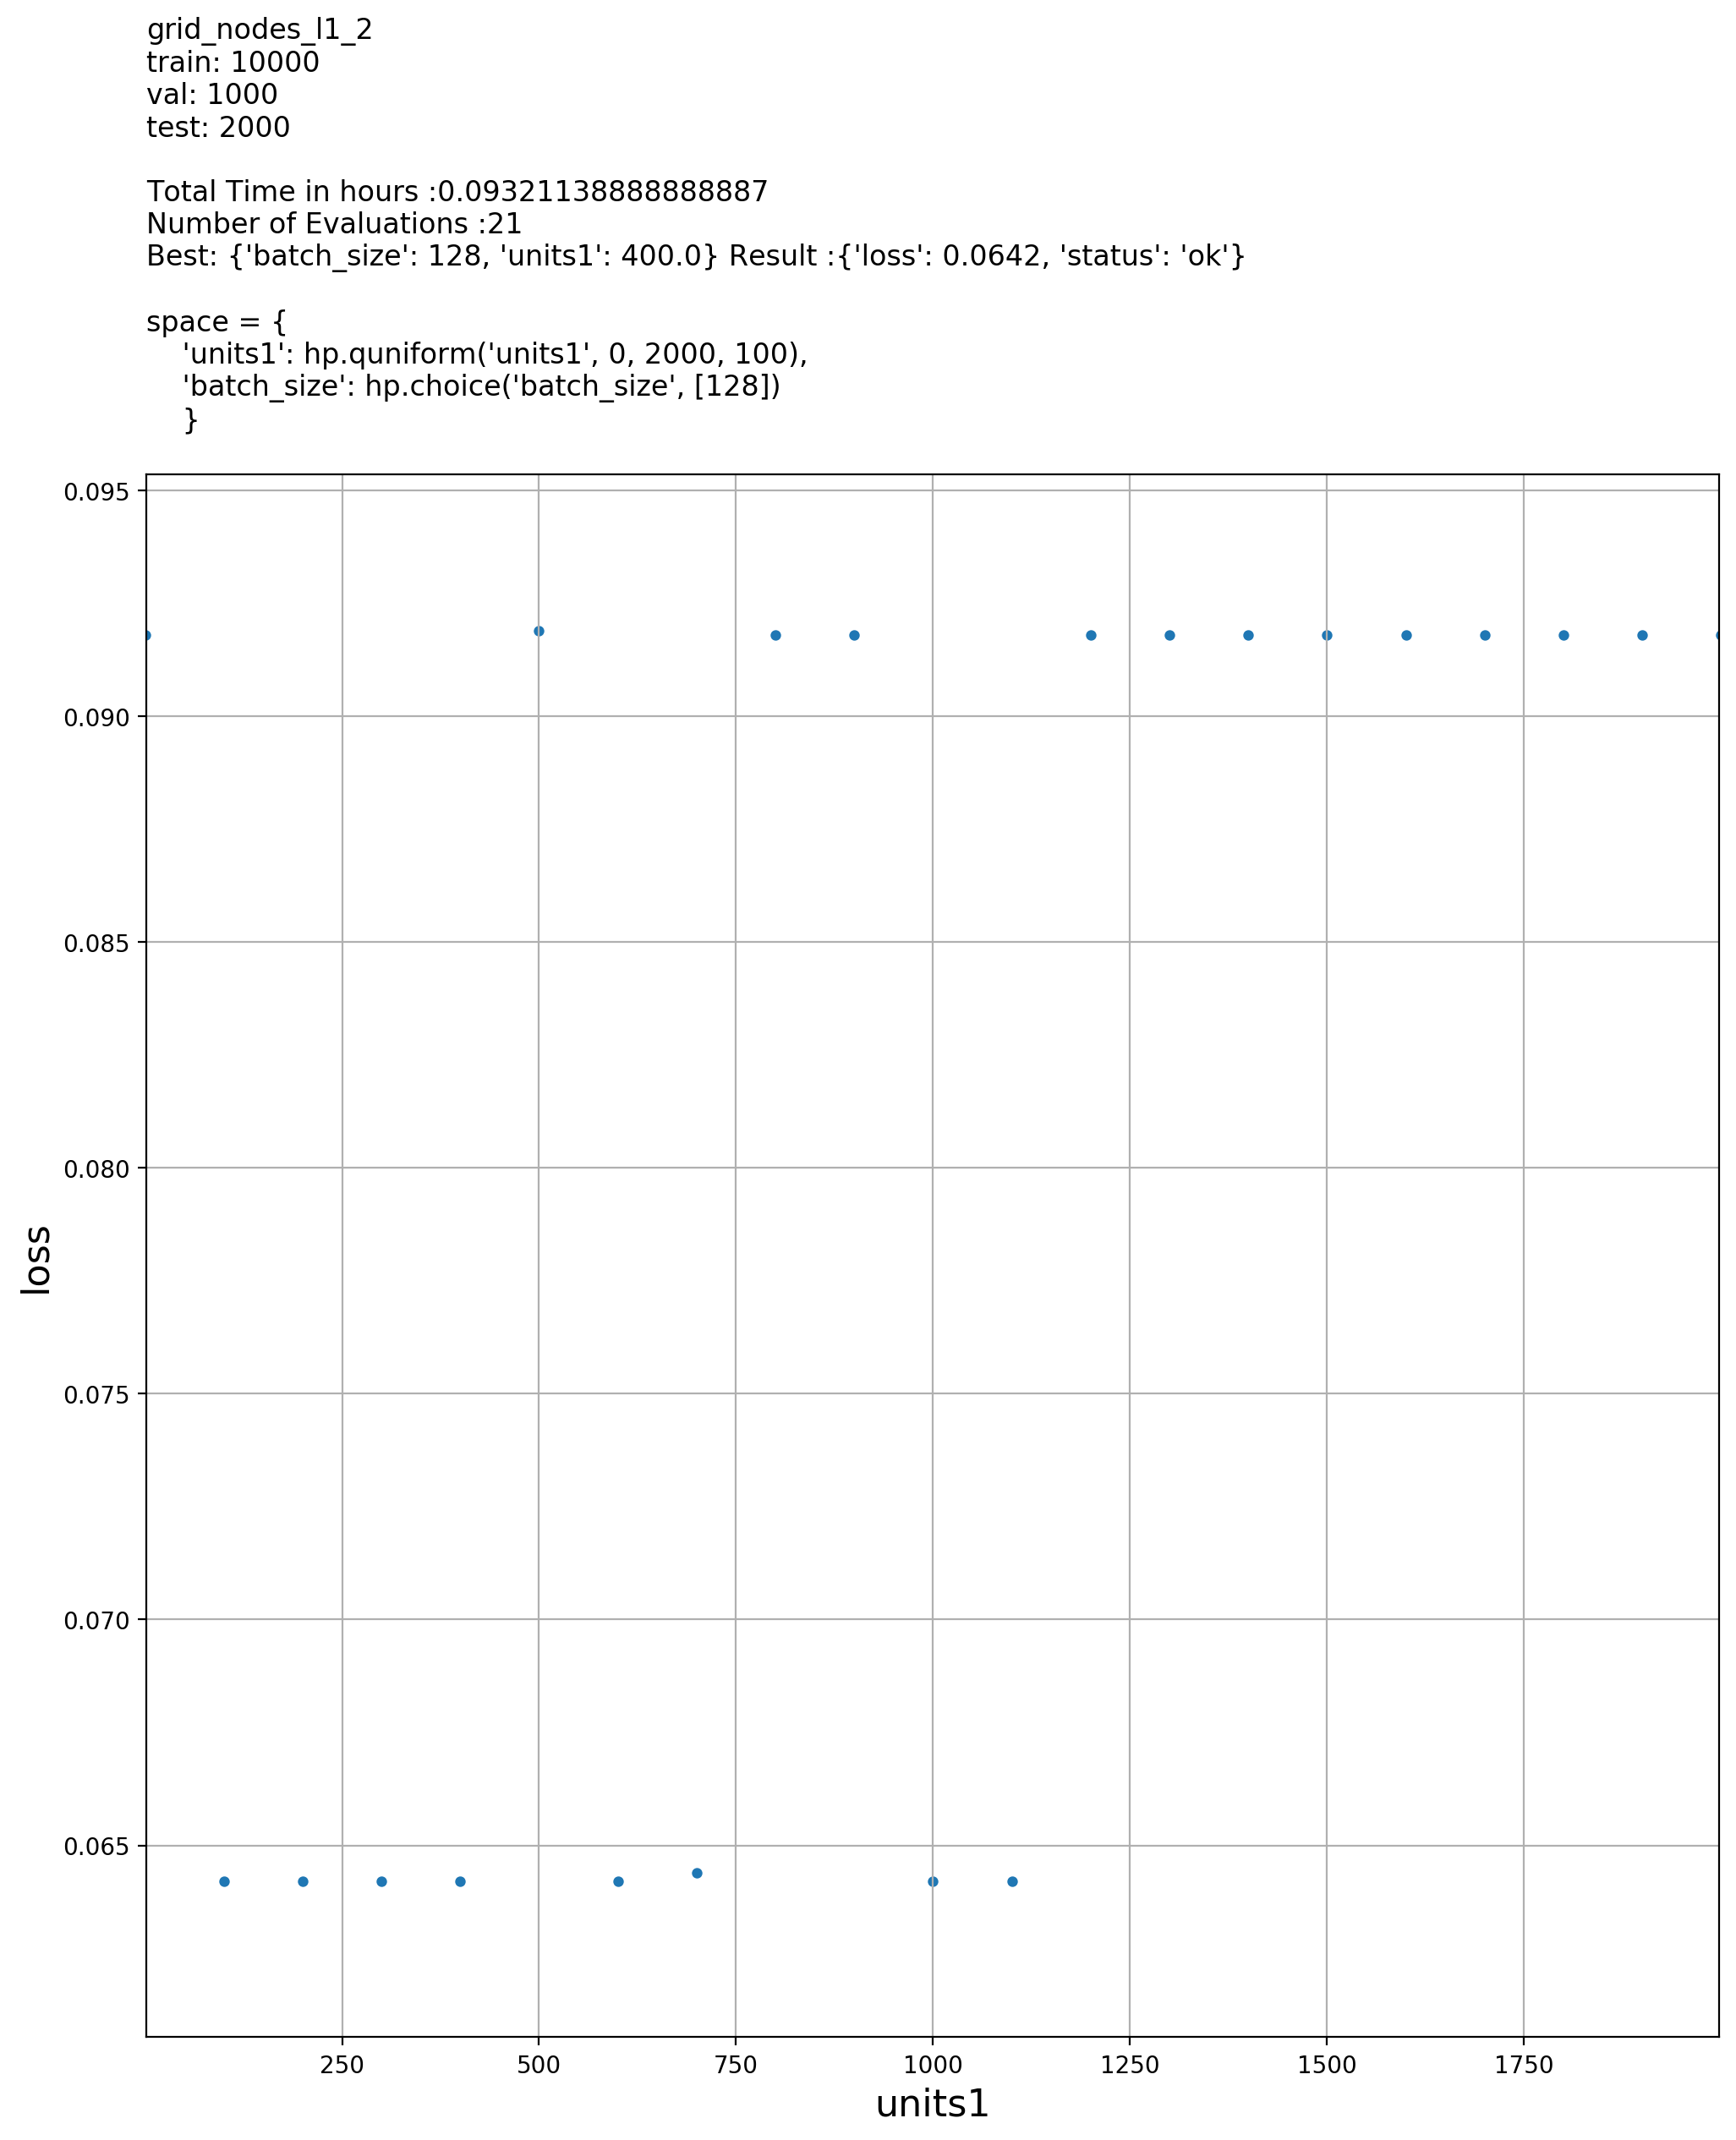 grid_nodes_l1_2
train: 10000
val: 1000
test: 2000
Total Time in hours :0.09321138888888887
Number of Evaluations :21
Best: {'batch_size': 128, 'units1': 400.0} Result :{'loss': 0.0642, 'status': 'ok'}
space = {
'units1': hp.quniform('units1', 0, 2000, 100),
'batch_size': hp.choice('batch_size', [128])
}
0.095
0.090
0.085
0.080
0.075
0.070
0.065
loss
250 500 750 1000 1250 1500 1750
units1